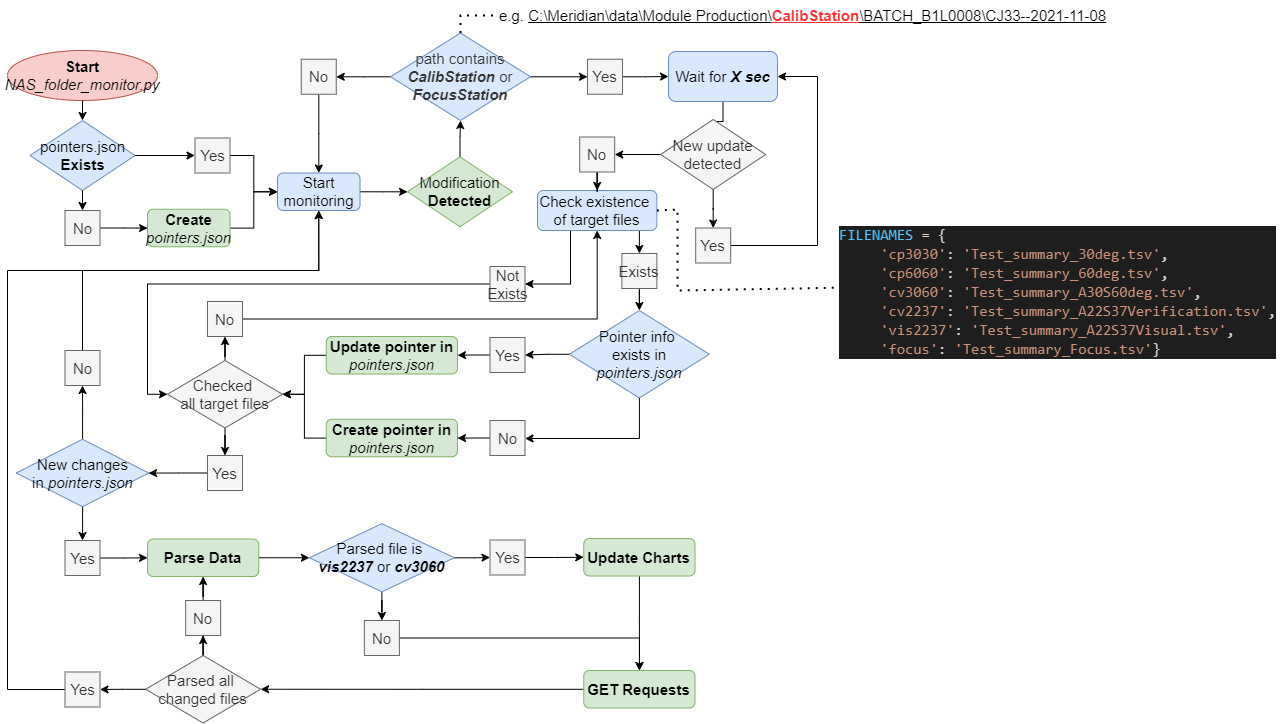 e.g. C:\Meridian\data\Module Production\CalibStation\BATCH_B1L0008\CJ33--2021-11-08
Start
NAS_folder_monitor.py
pointers.json
Exists
Yes
No
Create
pointers.json
Start
monitoring
Modification
Detected
path contains
CalibStation or
FocusStation
No
Yes
Wait for X sec
New update
detected
No
Yes
Check existence
of target files
Not
Exists
Exists
FILENAMES = {
'cp3030': 'Test_summary_30deg.tsv',
'cp6060': 'Test_summary_60deg.tsv',
'cv3060': 'Test_summary_A30S60deg.tsv',
'cv2237': 'Test_summary_A22S37Verification.tsv',
'vis2237': 'Test_summary_A22S37Visual.tsv',
'focus': 'Test_summary_Focus.tsv'}
Pointer info
exists in
pointers.json
Yes
Update pointer in
pointers.json
No
Create pointer in
pointers.json
Checked
all target files
No
Yes
New changes
in pointers.json
No
Yes
Parse Data
Parsed file is
vis2237 or cv3060
Yes
Update Charts
No
GET Requests
Parsed all
changed files
No
Yes